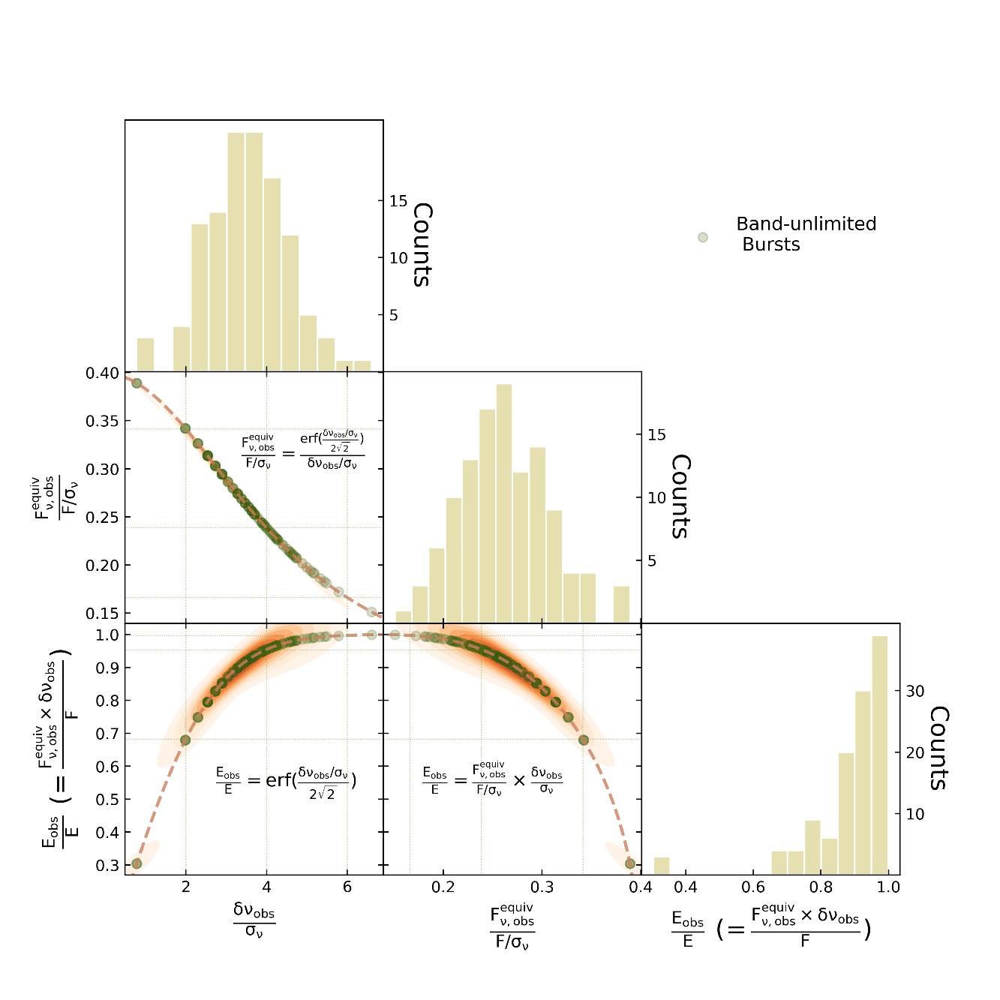 15
10
5
Counts
Band-unlimited
Bursts
0.40
0.35
0.30
0.25
0.20
0.15
F^equiv_ν,obs / F/σ_ν
F^equiv_ν,obs / F/σ_ν = erf(δν_obs/σ_ν / 2√2) / δν_obs/σ_ν
15
10
5
Counts
1.0
0.9
0.8
0.7
0.6
0.5
0.4
0.3
E_obs / E (= F^equiv_ν,obs × δν_obs / F)
E_obs / E = erf(δν_obs/σ_ν / 2√2)
E_obs / E = F^equiv_ν,obs / F/σ_ν × δν_obs / σ_ν
30
20
10
Counts
2 4 6
0.2 0.3 0.4
0.4 0.6 0.8 1.0
δν_obs / σ_ν
F^equiv_ν,obs / F/σ_ν
E_obs / E (= F^equiv_ν,obs × δν_obs / F)